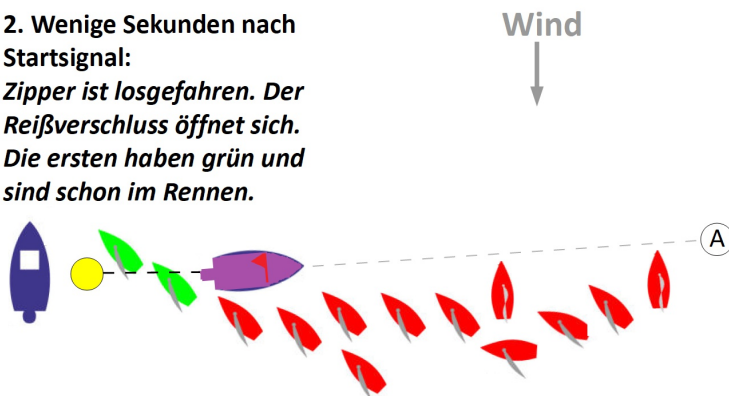 2. Wenige Sekunden nach
Startsignal:
Zipper ist losgefahren. Der
Reißverschluss öffnet sich.
Die ersten haben grün und
sind schon im Rennen.
Wind
A